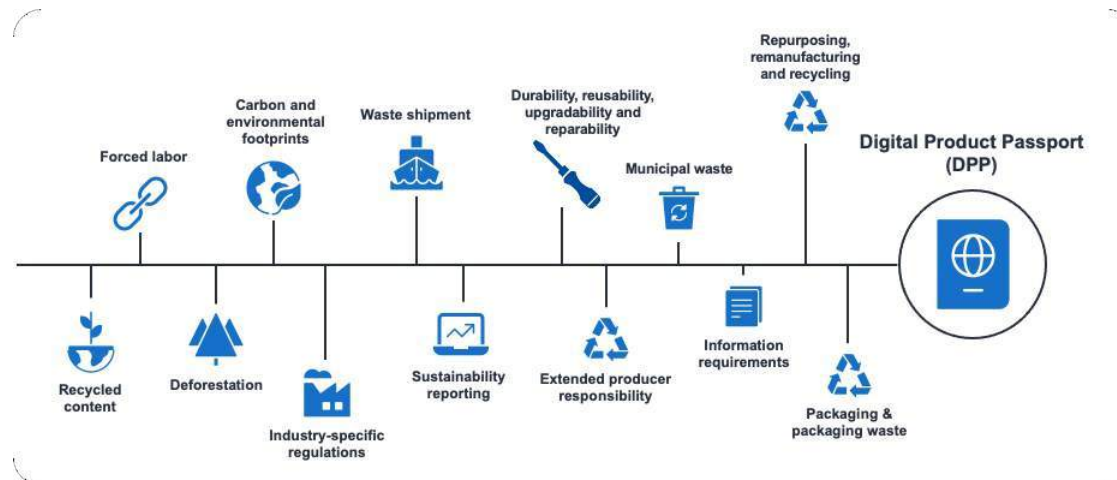 Repurposing,
remanufacturing
and recycling
Durability, reusability,
upgradability and
reparability
Carbon and
environmental
footprints
Waste shipment
Digital Product Passport
(DPP)
Forced labor
Municipal waste
Recycled
content
Deforestation
Industry-specific
regulations
Sustainability
reporting
Extended producer
responsibility
Information
requirements
Packaging &
packaging waste